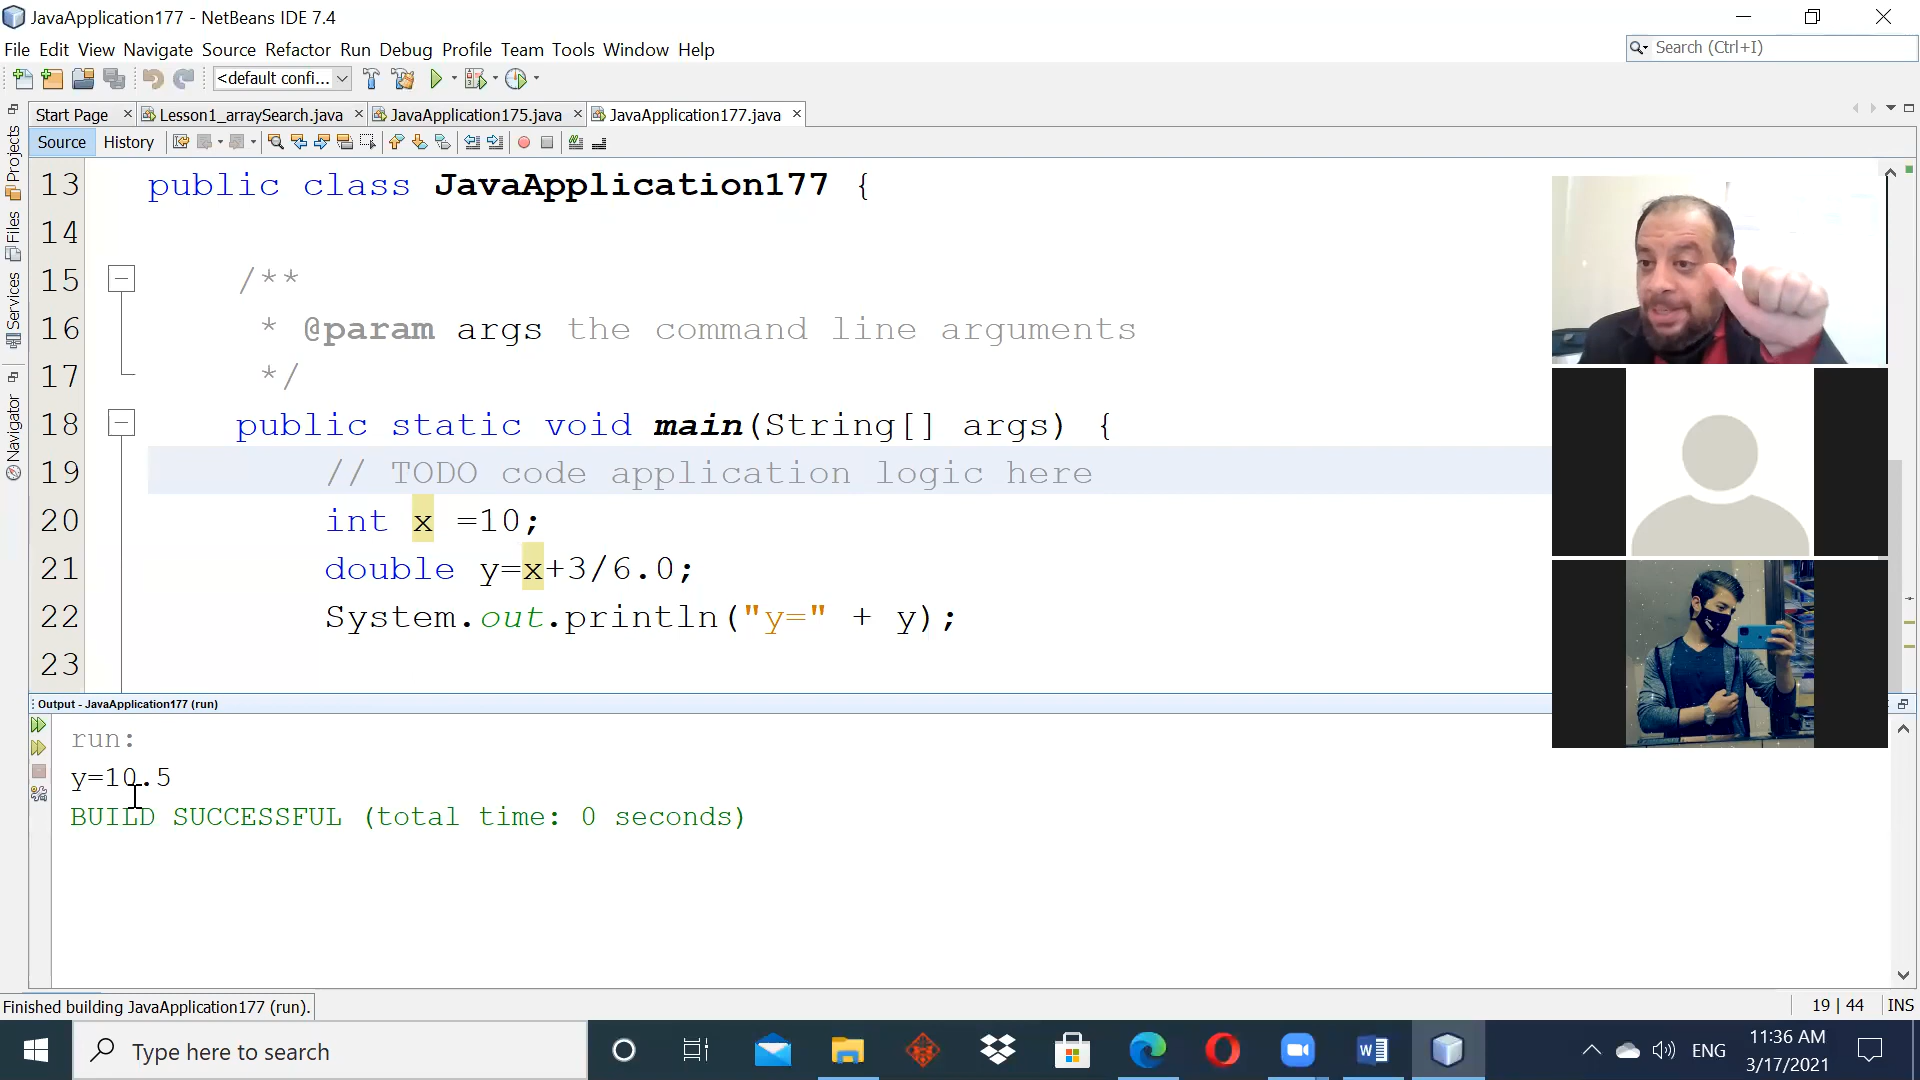 JavaApplication177 - NetBeans IDE 7.4
File Edit View Navigate Source Refactor Run Debug Profile Team Tools Window Help
Search (Ctrl+I)
<default confi...
Start Page
Lesson1_arraySearch.java
JavaApplication175.java
JavaApplication177.java
Source
History
Projects
Files
Services
Navigator
13 public class JavaApplication177 {
14
15 /**
16 * @param args the command line arguments
17 */
18 public static void main(String[] args) {
19 // TODO code application logic here
20 int x =10;
21 double y=x+3/6.0;
22 System.out.println("y=" + y);
23
Output - JavaApplication177 (run)
run:
y=10.5
BUILD SUCCESSFUL (total time: 0 seconds)
Finished building JavaApplication177 (run).
19 | 44
INS
Type here to search
ENG
11:36 AM
3/17/2021